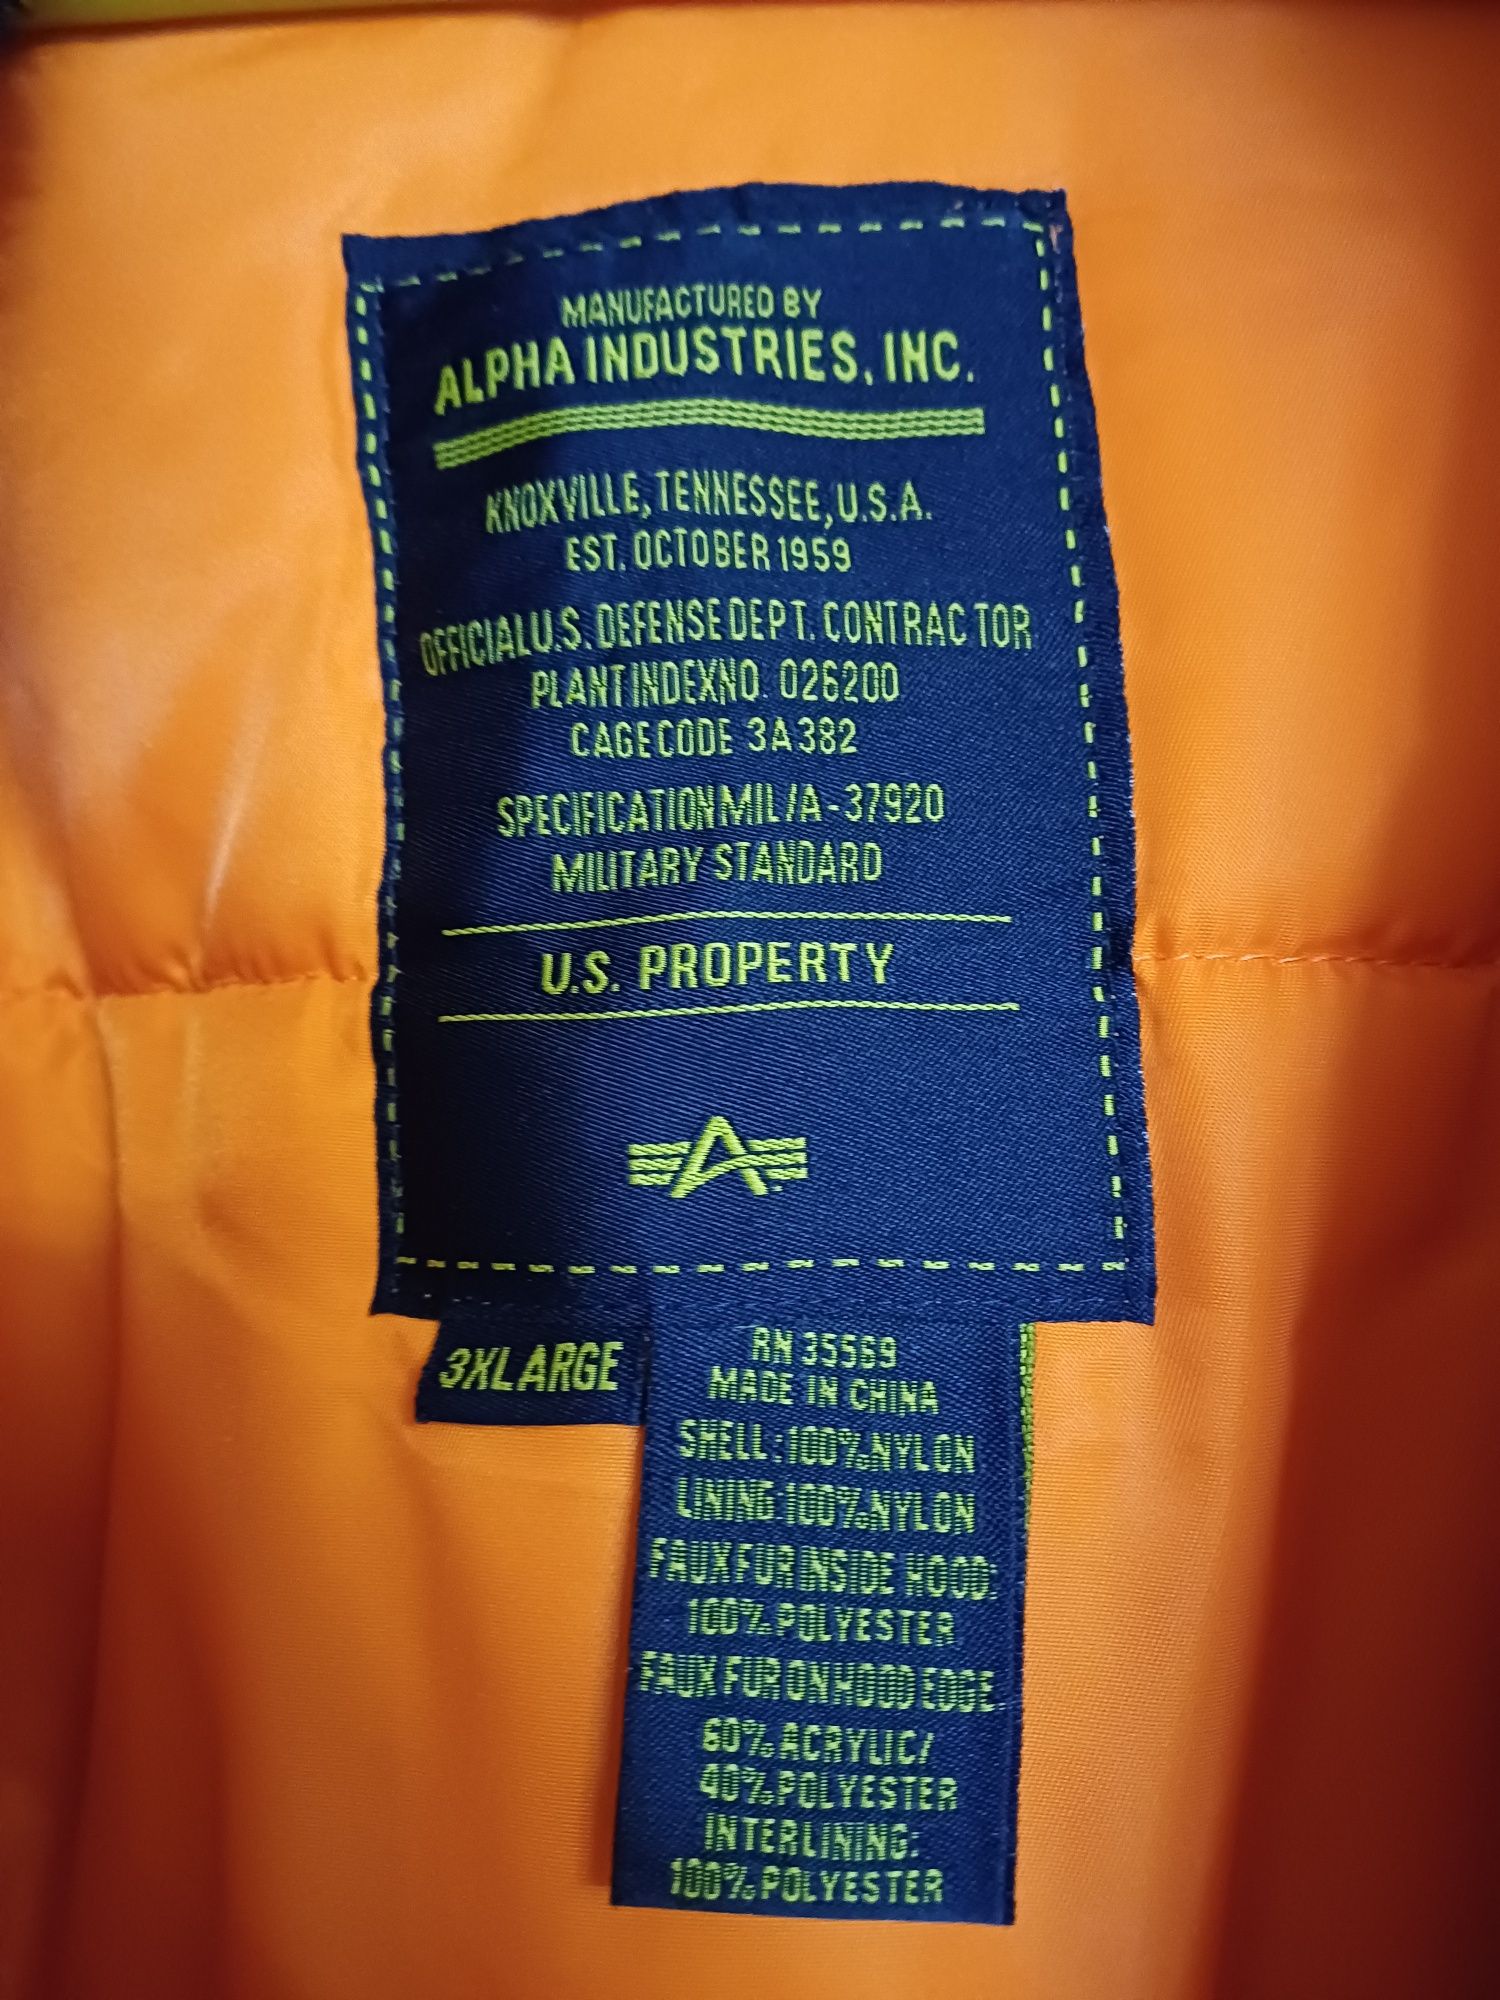 MANUFACTURED BY
ALPHA INDUSTRIES, INC.
KNOXVILLE, TENNESSEE, U.S.A.
EST. OCTOBER 1959
OFFICIAL U.S. DEFENSE DEPT. CONTRACTOR
PLANT INDEX NO. 026200
CAGE CODE 3A382
SPECIFICATION MIL/A-37920
MILITARY STANDARD
U.S. PROPERTY
A
3XLARGE
RN 35569
MADE IN CHINA
SHELL: 100% NYLON
LINING: 100% NYLON
FAUX FUR INSIDE HOOD:
100% POLYESTER
FAUX FUR ON HOOD EDGE:
60% ACRYLIC/
40% POLYESTER
INTERLINING:
100% POLYESTER